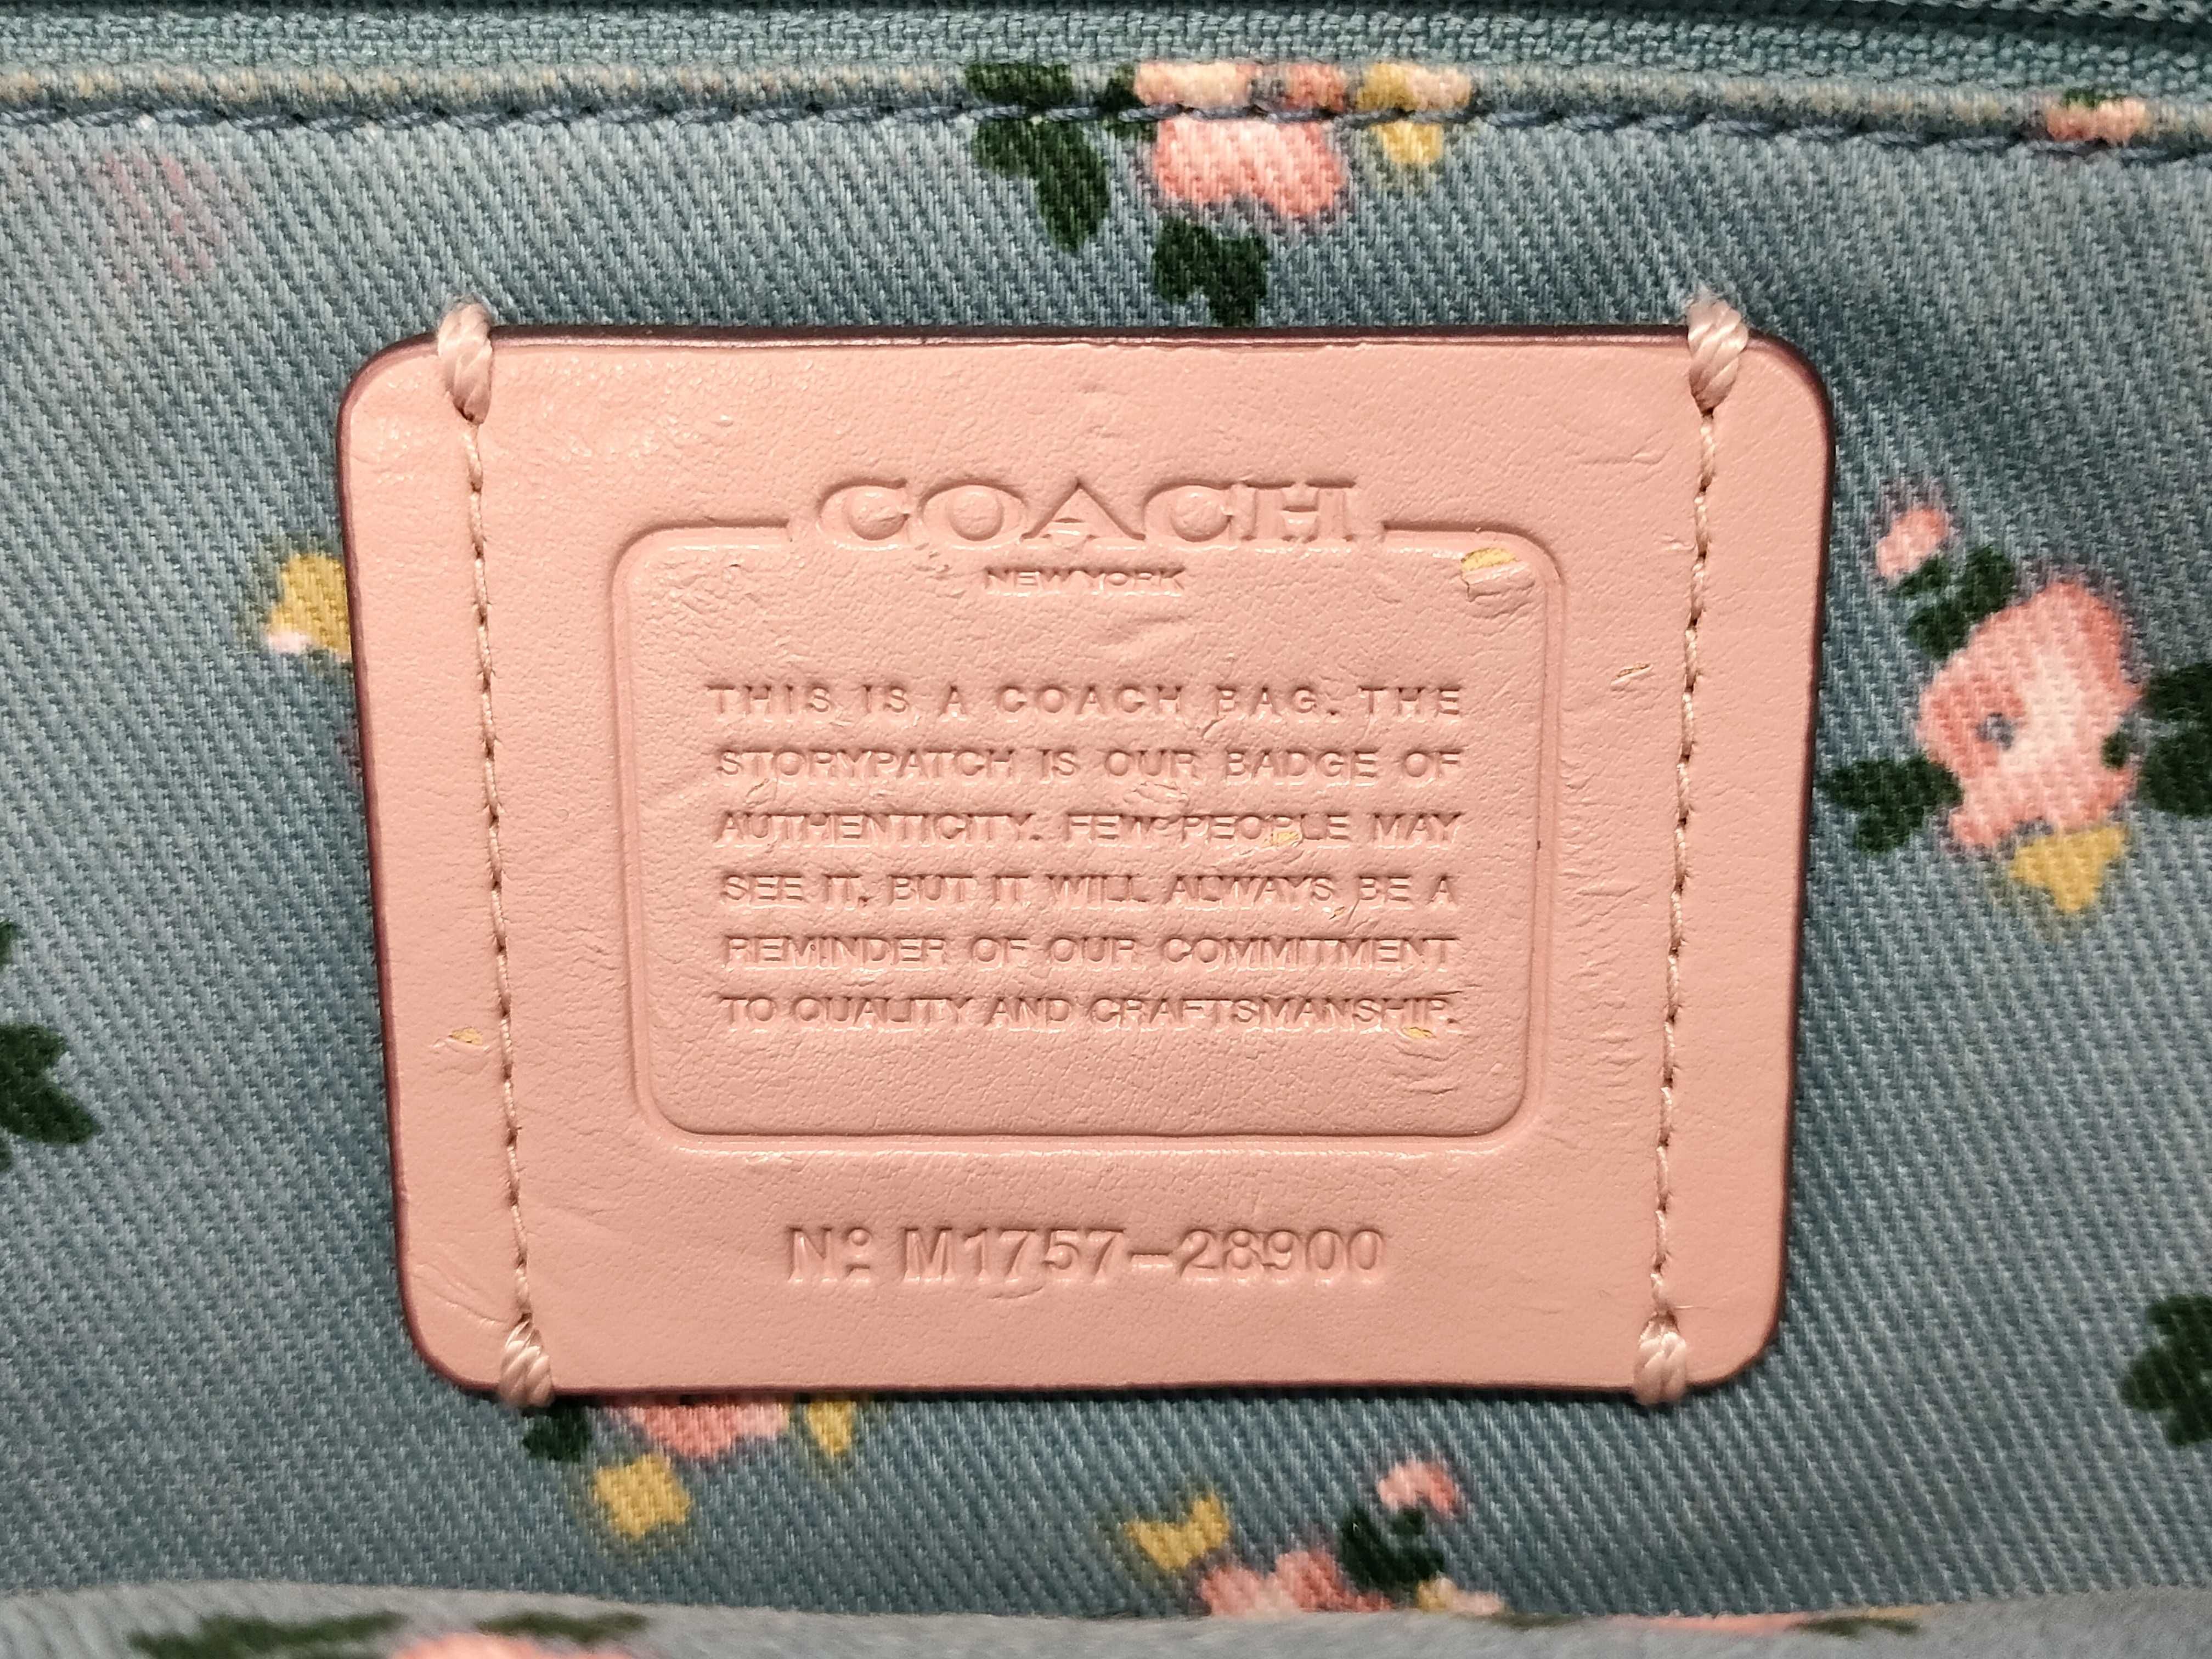 COACH
NEW YORK
THIS IS A COACH BAG. THE
STORYPATCH IS OUR BADGE OF
AUTHENTICITY. FEW PEOPLE MAY
SEE IT, BUT IT WILL ALWAYS BE A
REMINDER OF OUR COMMITMENT
TO QUALITY AND CRAFTSMANSHIP.
Nº M1757-28900